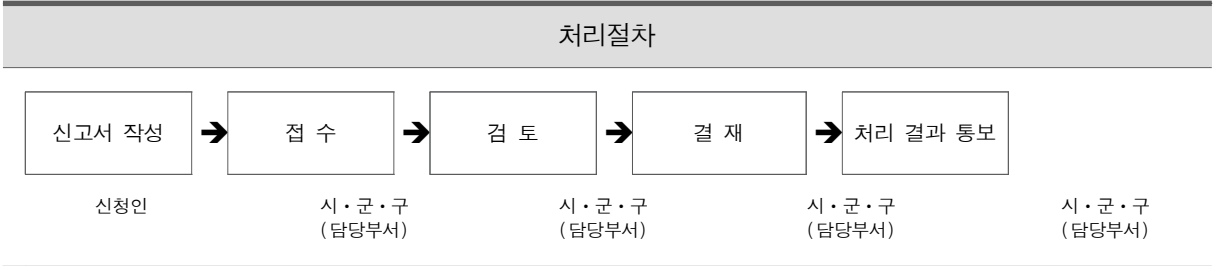 처리절차
신고서 작성 ➔ 접 수 ➔ 검 토 ➔ 결 재 ➔ 처리 결과 통보
신청인 시・군・구 시・군・구 시・군・구 시・군・구
(담당부서) (담당부서) (담당부서) (담당부서)